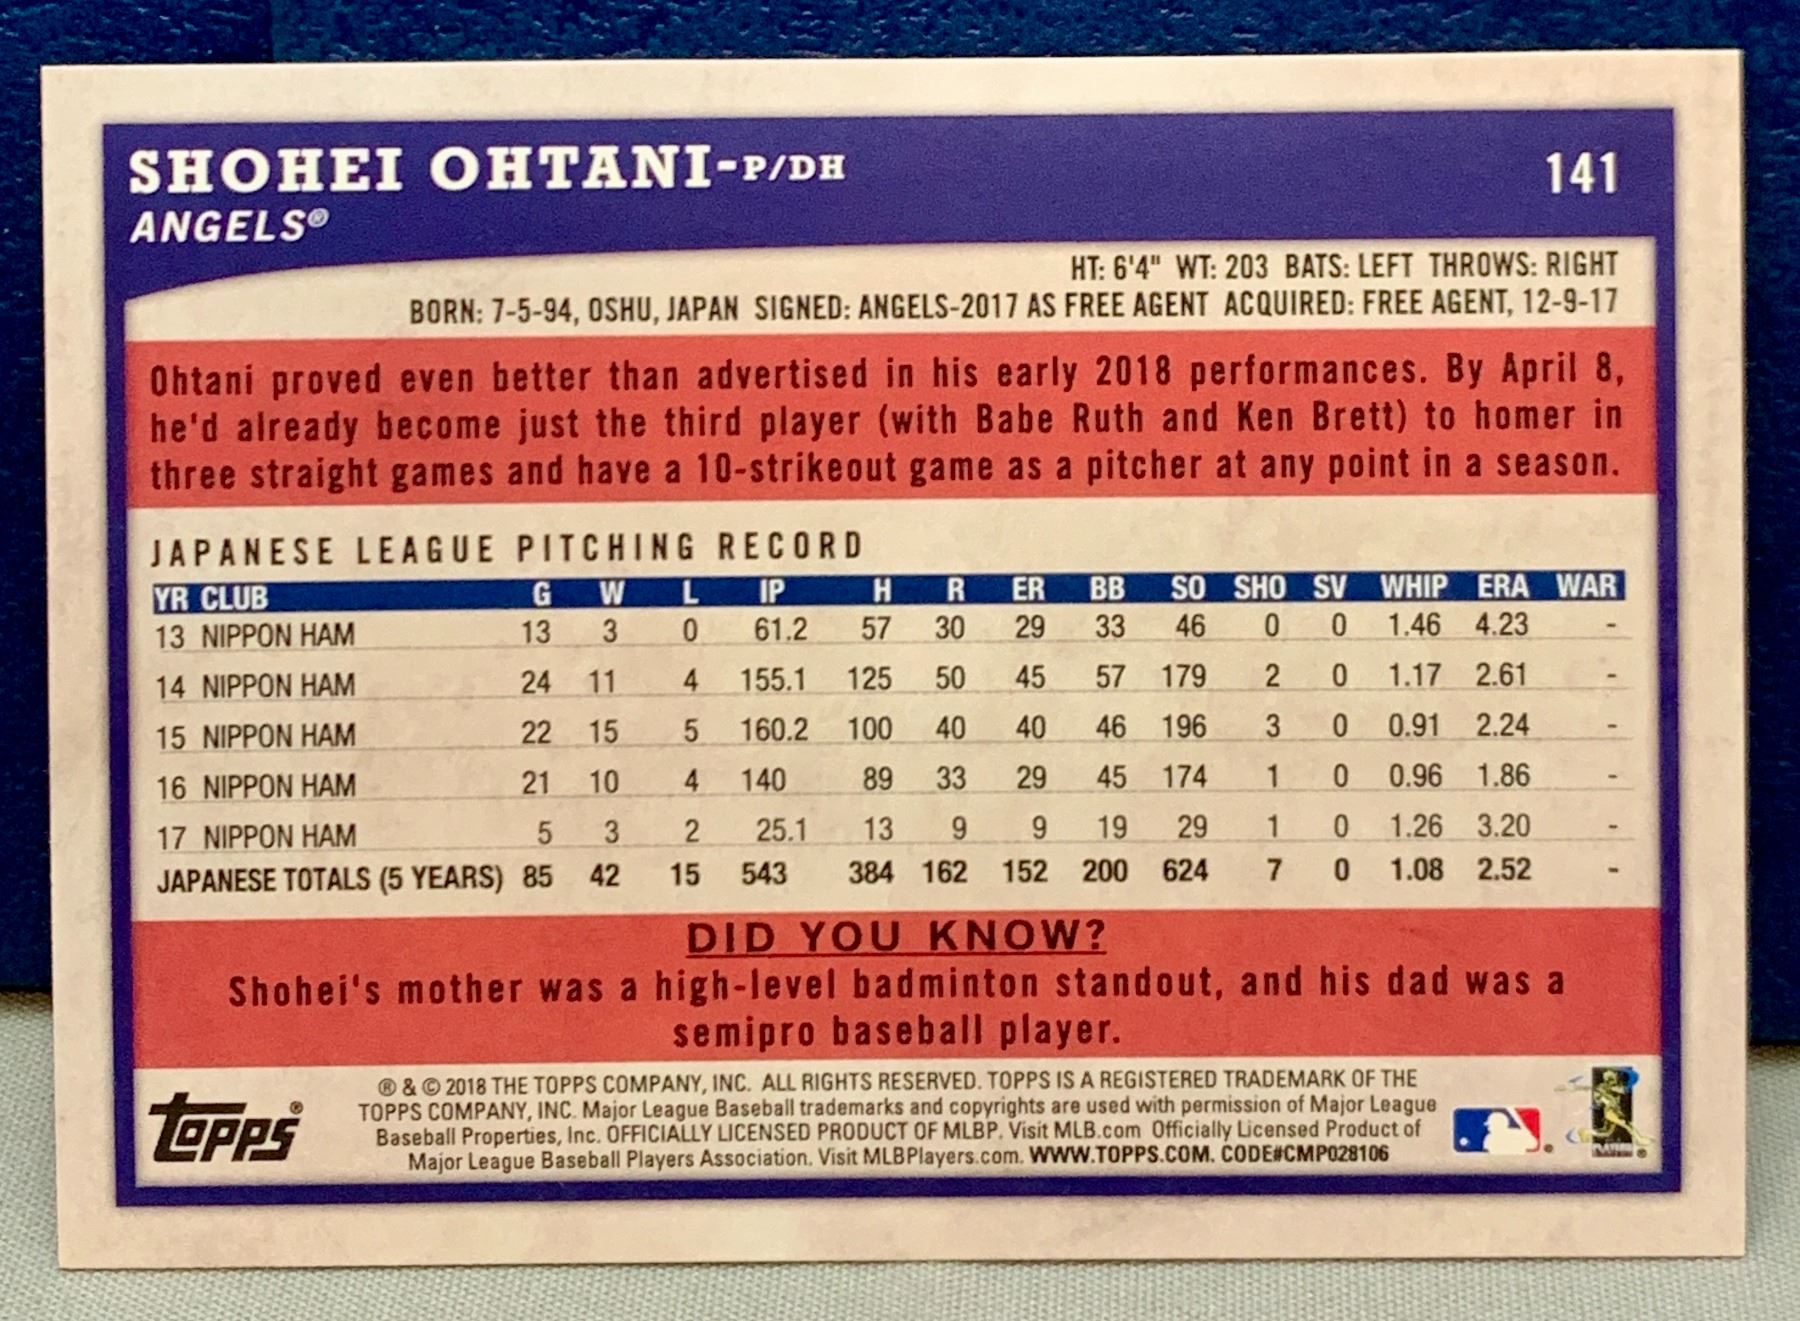 SHOHEI OHTANI-P/DH 141
ANGELS®
HT: 6'4" WT: 203 BATS: LEFT THROWS: RIGHT
BORN: 7-5-94, OSHU, JAPAN SIGNED: ANGELS-2017 AS FREE AGENT ACQUIRED: FREE AGENT, 12-9-17
Ohtani proved even better than advertised in his early 2018 performances. By April 8,
he'd already become just the third player (with Babe Ruth and Ken Brett) to homer in
three straight games and have a 10-strikeout game as a pitcher at any point in a season.
JAPANESE LEAGUE PITCHING RECORD
YR CLUB G W L IP H R ER BB SO SHO SV WHIP ERA WAR
13 NIPPON HAM 13 3 0 61.2 57 30 29 33 46 0 0 1.46 4.23 -
14 NIPPON HAM 24 11 4 155.1 125 50 45 57 179 2 0 1.17 2.61 -
15 NIPPON HAM 22 15 5 160.2 100 40 40 46 196 3 0 0.91 2.24 -
16 NIPPON HAM 21 10 4 140 89 33 29 45 174 1 0 0.96 1.86 -
17 NIPPON HAM 5 3 2 25.1 13 9 9 19 29 1 0 1.26 3.20 -
JAPANESE TOTALS (5 YEARS) 85 42 15 543 384 162 152 200 624 7 0 1.08 2.52 -
DID YOU KNOW?
Shohei's mother was a high-level badminton standout, and his dad was a
semipro baseball player.
Topps®
® & © 2018 THE TOPPS COMPANY, INC. ALL RIGHTS RESERVED. TOPPS IS A REGISTERED TRADEMARK OF THE
TOPPS COMPANY, INC. Major League Baseball trademarks and copyrights are used with permission of Major League
Baseball Properties, Inc. OFFICIALLY LICENSED PRODUCT OF MLBP. Visit MLB.com Officially Licensed Product of
Major League Baseball Players Association. Visit MLBPlayers.com. WWW.TOPPS.COM. CODE#CMP028106